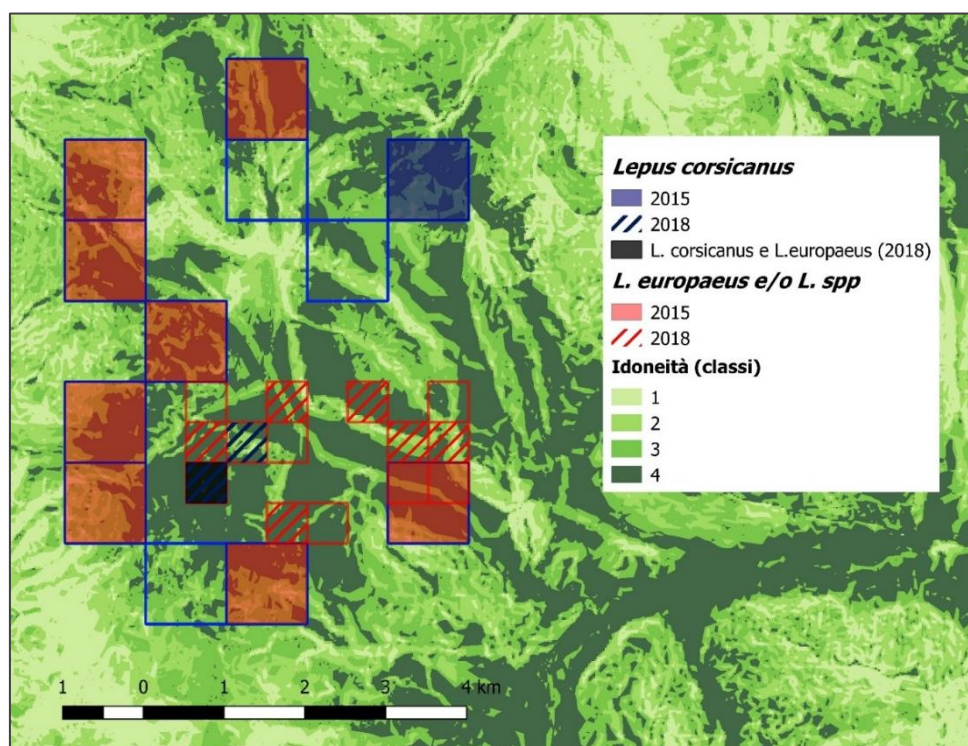 Lepus corsicanus
2015
2018
L. corsicanus e L.europaeus (2018)
L. europaeus e/o L. spp
2015
2018
Idoneità (classi)
1
2
3
4
1 0 1 2 3 4 km